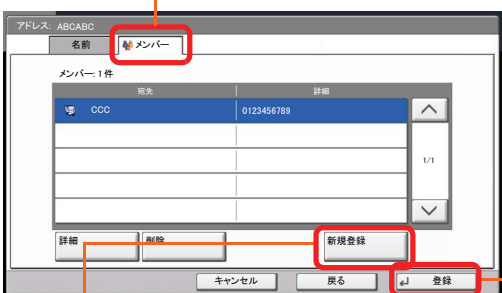 アドレス: ABCABC
名前 メンバー
メンバー: 1件
宛先 詳細
CCC 0123456789
1/1
詳細 削除 新規登録
キャンセル 戻る 登録